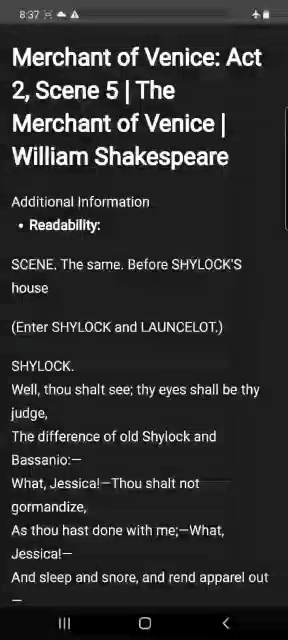 8:37
Merchant of Venice: Act
2, Scene 5 | The
Merchant of Venice |
William Shakespeare
Additional Information
• Readability:
SCENE. The same. Before SHYLOCK'S
house
(Enter SHYLOCK and LAUNCELOT.)
SHYLOCK.
Well, thou shalt see; thy eyes shall be thy
judge,
The difference of old Shylock and
Bassanio:—
What, Jessica!—Thou shalt not
gormandize,
As thou hast done with me;—What,
Jessica!—
And sleep and snore, and rend apparel out
—